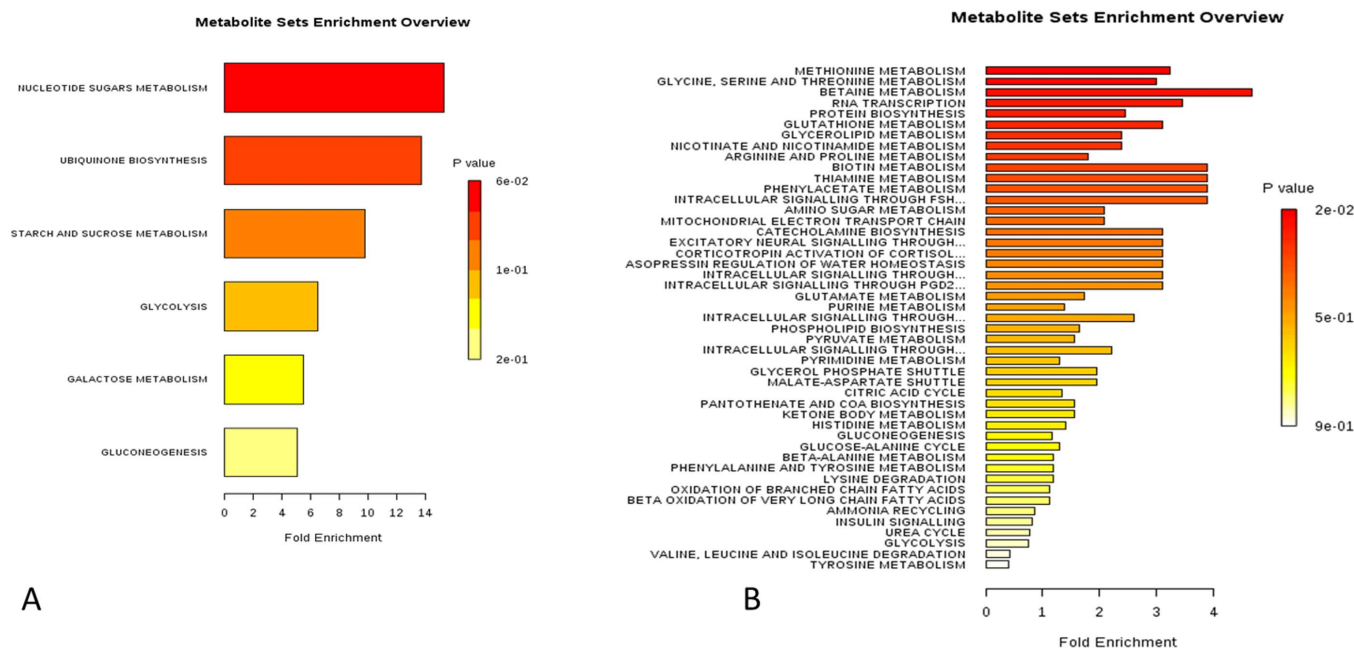 Metabolite Sets Enrichment Overview
NUCLEOTIDE SUGARS METABOLISM
UBIQUINONE BIOSYNTHESIS
STARCH AND SUCROSE METABOLISM
GLYCOLYSIS
GALACTOSE METABOLISM
GLUCONEOGENESIS
P value
6e-02
1e-01
2e-01
0 2 4 6 8 10 12 14
Fold Enrichment
A
Metabolite Sets Enrichment Overview
METHIONINE METABOLISM
GLYCINE, SERINE AND THREONINE METABOLISM
BETAINE METABOLISM
RNA TRANSCRIPTION
PROTEIN BIOSYNTHESIS
GLUTATHIONE METABOLISM
GLYCEROLIPID METABOLISM
NICOTINATE AND NICOTINAMIDE METABOLISM
ARGININE AND PROLINE METABOLISM
BIOTIN METABOLISM
THIAMINE METABOLISM
PHENYLACETATE METABOLISM
INTRACELLULAR SIGNALLING THROUGH FSH...
AMINO SUGAR METABOLISM
MITOCHONDRIAL ELECTRON TRANSPORT CHAIN
CATECHOLAMINE BIOSYNTHESIS
EXCITATORY NEURAL SIGNALLING THROUGH...
CORTICOTROPIN ACTIVATION OF CORTISOL...
ASOPRESSIN REGULATION OF WATER HOMEOSTASIS
INTRACELLULAR SIGNALLING THROUGH...
INTRACELLULAR SIGNALLING THROUGH PGD2...
GLUTAMATE METABOLISM
PURINE METABOLISM
INTRACELLULAR SIGNALLING THROUGH...
PHOSPHOLIPID BIOSYNTHESIS
PYRUVATE METABOLISM
INTRACELLULAR SIGNALLING THROUGH...
PYRIMIDINE METABOLISM
GLYCEROL PHOSPHATE SHUTTLE
MALATE-ASPARTATE SHUTTLE
CITRIC ACID CYCLE
PANTOTHENATE AND COA BIOSYNTHESIS
KETONE BODY METABOLISM
HISTIDINE METABOLISM
GLUCONEOGENESIS
GLUCOSE-ALANINE CYCLE
BETA-ALANINE METABOLISM
PHENYLALANINE AND TYROSINE METABOLISM
LYSINE DEGRADATION
OXIDATION OF BRANCHED CHAIN FATTY ACIDS
BETA OXIDATION OF VERY LONG CHAIN FATTY ACIDS
AMMONIA RECYCLING
INSULIN SIGNALLING
UREA CYCLE
GLYCOLYSIS
VALINE, LEUCINE AND ISOLEUCINE DEGRADATION
TYROSINE METABOLISM
P value
2e-02
5e-01
9e-01
0 1 2 3 4
Fold Enrichment
B